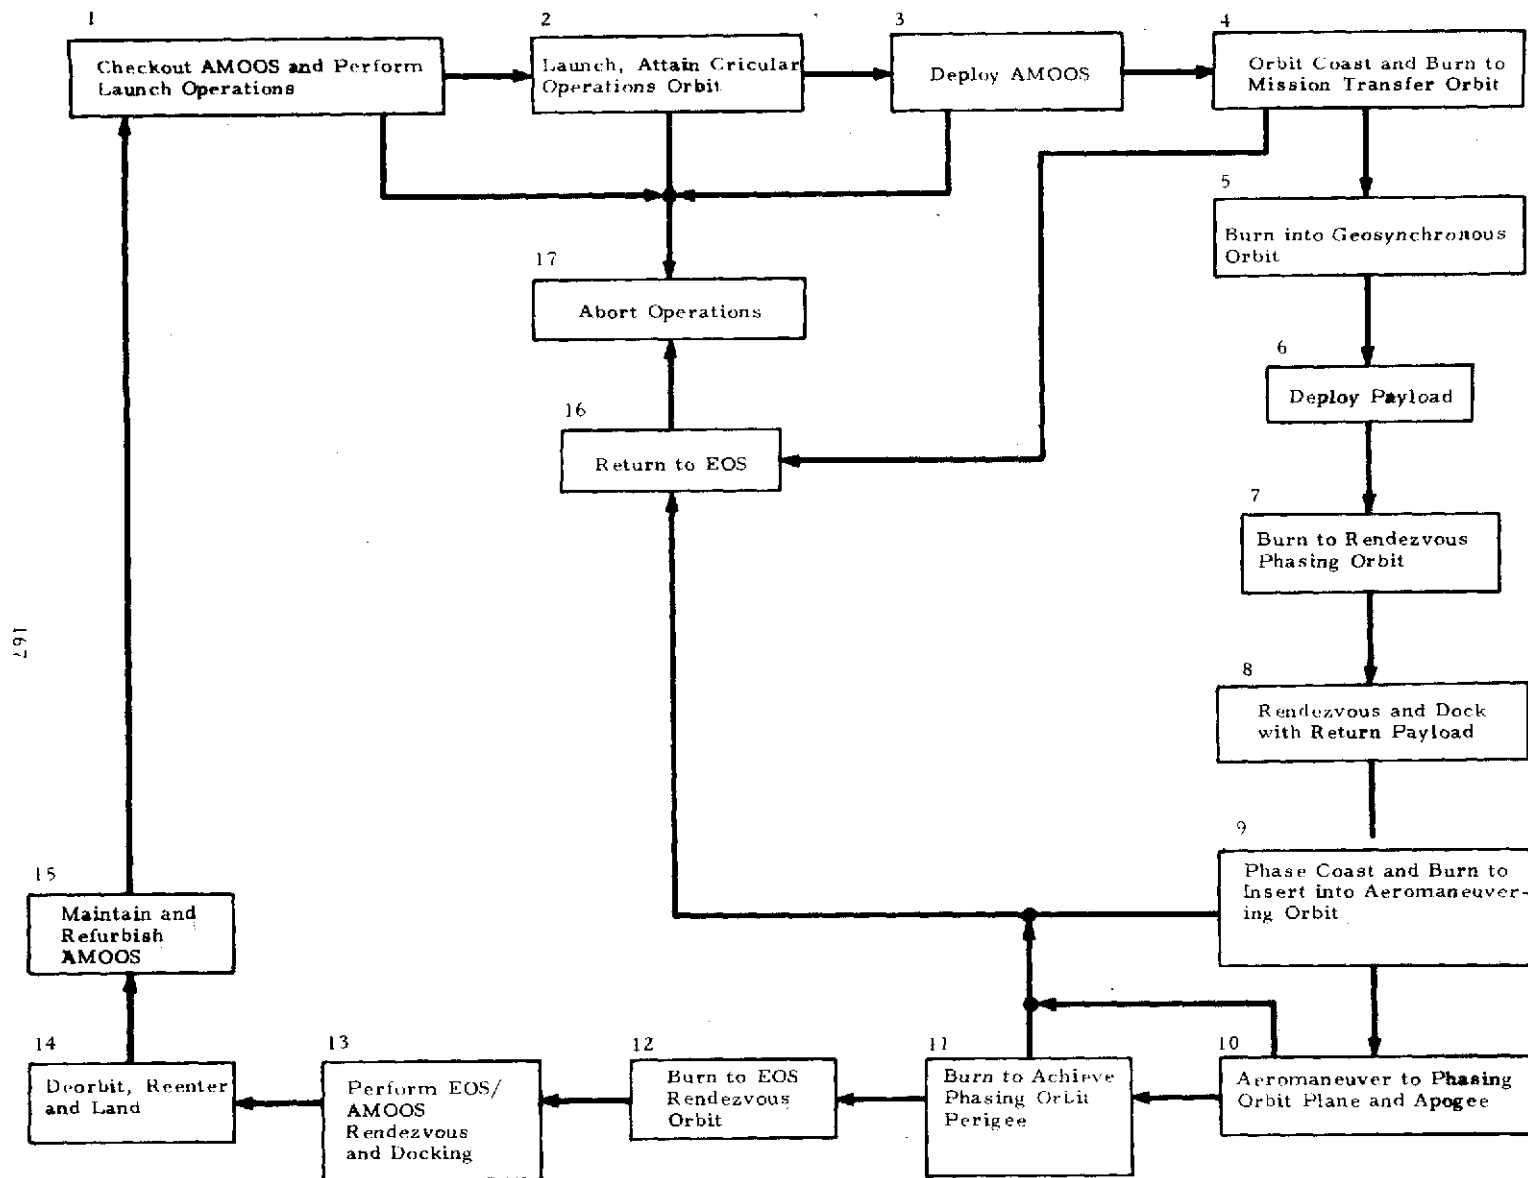 1
Checkout AMOOS and Perform
Launch Operations
2
Launch, Attain Cricular
Operations Orbit
3
Deploy AMOOS
4
Orbit Coast and Burn to
Mission Transfer Orbit
5
Burn into Geosynchronous
Orbit
17
Abort Operations
6
Deploy Payload
16
Return to EOS
7
Burn to Rendezvous
Phasing Orbit
167
8
Rendezvous and Dock
with Return Payload
9
Phase Coast and Burn to
Insert into Aeromaneuver-
ing Orbit
15
Maintain and
Refurbish
AMOOS
14
Deorbit, Reenter
and Land
13
Perform EOS/
AMOOS
Rendezvous
and Docking
12
Burn to EOS
Rendezvous
Orbit
11
Burn to Achieve
Phasing Orbit
Perigee
10
Aeromaneuver to Phasing
Orbit Plane and Apogee